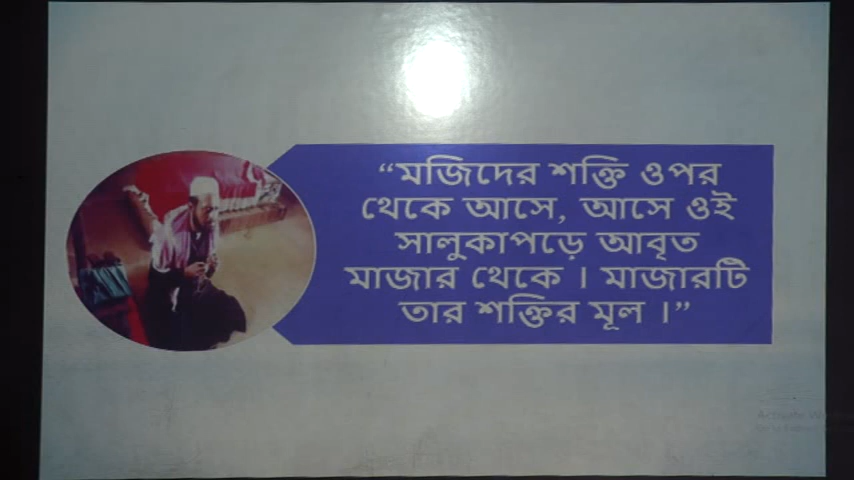 “মজিদের শক্তি ওপর
থেকে আসে, আসে ওই
সালুকাপড়ে আবৃত
মাজার থেকে । মাজারটি
তার শক্তির মূল ।”